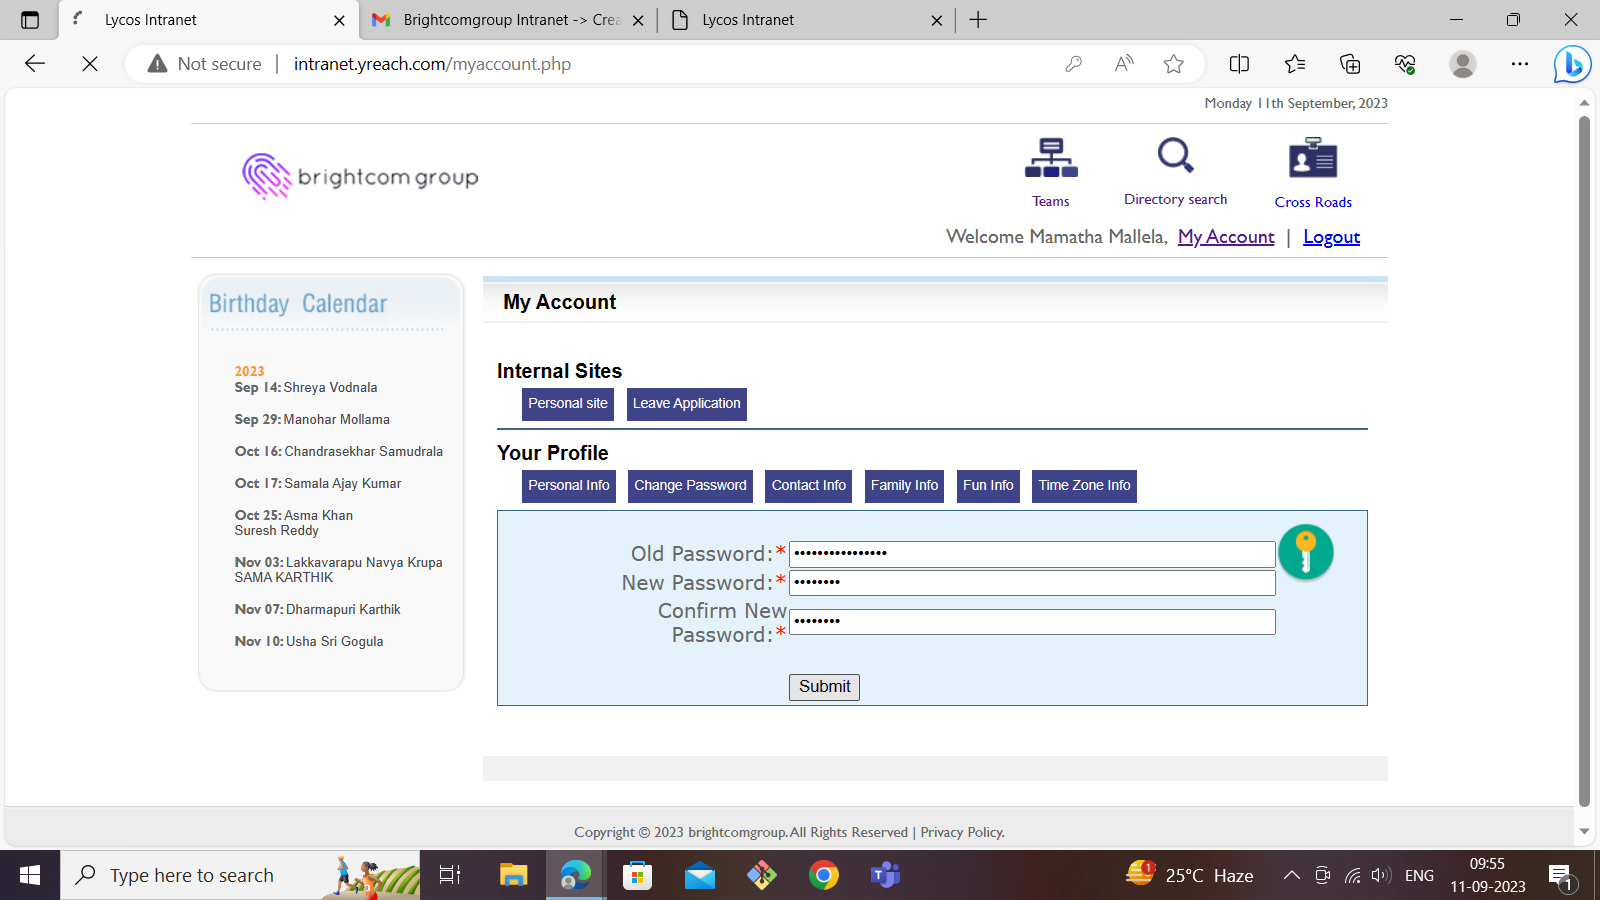 Lycos Intranet
Brightcomgroup Intranet -> Crea
Lycos Intranet
Not secure
intranet.yreach.com/myaccount.php
Monday 11th September, 2023
brightcom group
Teams
Directory search
Cross Roads
Welcome Mamatha Mallela, My Account | Logout
Birthday Calendar
2023
Sep 14: Shreya Vodnala
Sep 29: Manohar Mollama
Oct 16: Chandrasekhar Samudrala
Oct 17: Samala Ajay Kumar
Oct 25: Asma Khan
Suresh Reddy
Nov 03: Lakkavarapu Navya Krupa
SAMA KARTHIK
Nov 07: Dharmapuri Karthik
Nov 10: Usha Sri Gogula
My Account
Internal Sites
Personal site Leave Application
Your Profile
Personal Info Change Password Contact Info Family Info Fun Info Time Zone Info
Old Password:*
New Password:*
Confirm New
Password:*
Submit
Copyright © 2023 brightcomgroup. All Rights Reserved | Privacy Policy.
Type here to search
1
25°C Haze
ENG
09:55
11-09-2023
1